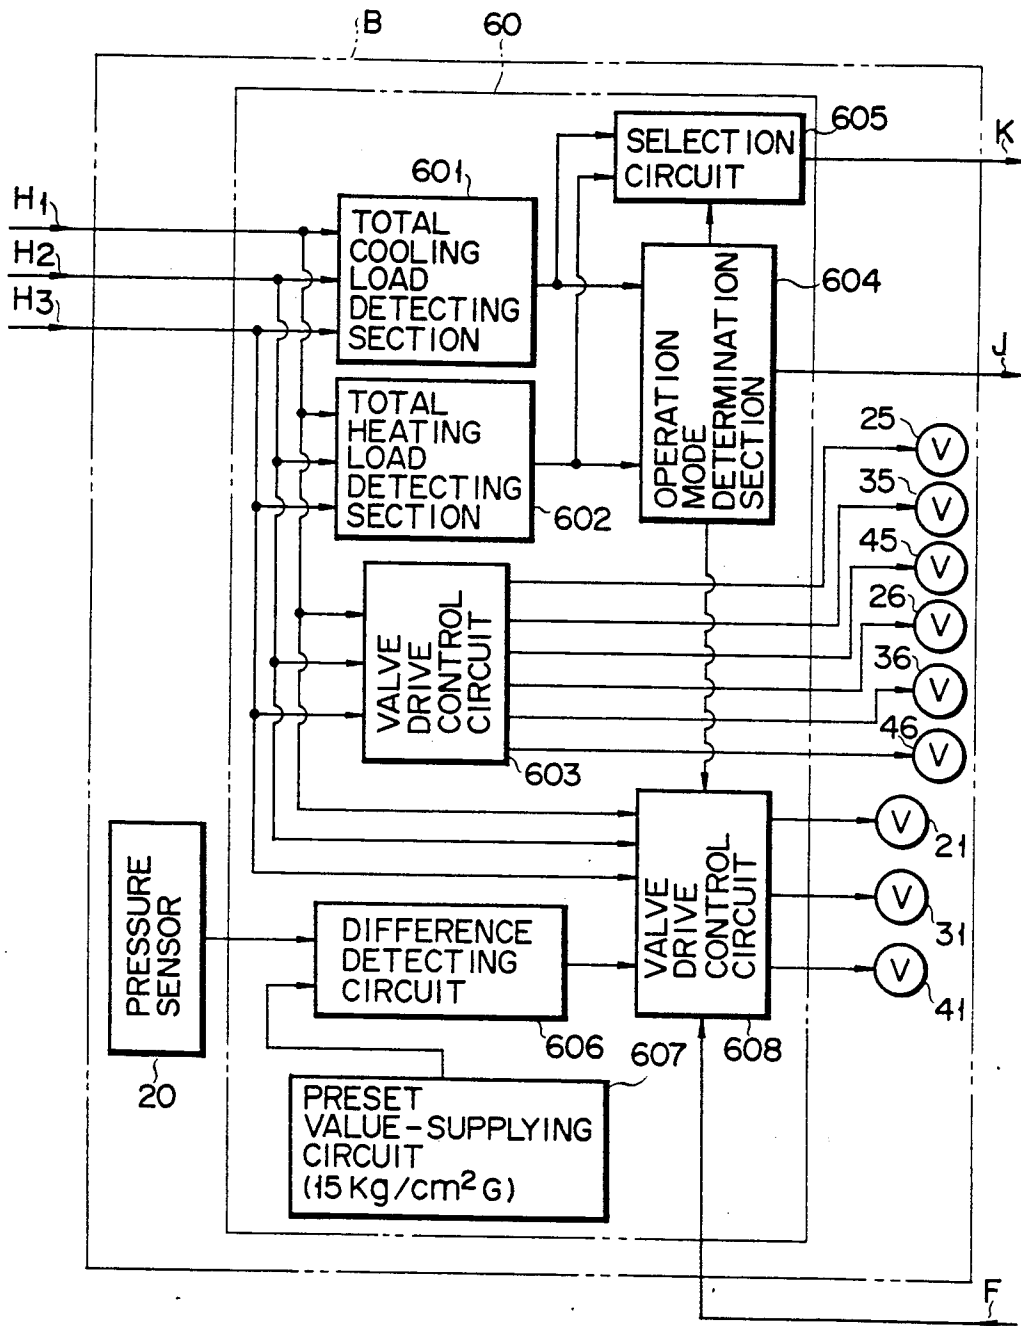 B
60
605
K
SELECTION
CIRCUIT
601
H1
TOTAL
COOLING
LOAD
DETECTING
SECTION
H2
H3
604
OPERATION
MODE
DETERMINATION
SECTION
J
TOTAL
HEATING
LOAD
DETECTING
SECTION
602
25
V
35
V
45
V
26
V
36
V
46
V
VALVE
DRIVE
CONTROL
CIRCUIT
603
VALVE
DRIVE
CONTROL
CIRCUIT
608
V
21
V
31
V
41
PRESSURE
SENSOR
20
DIFFERENCE
DETECTING
CIRCUIT
606
607
PRESET
VALUE-SUPPLYING
CIRCUIT
(15Kg/cm²G)
F